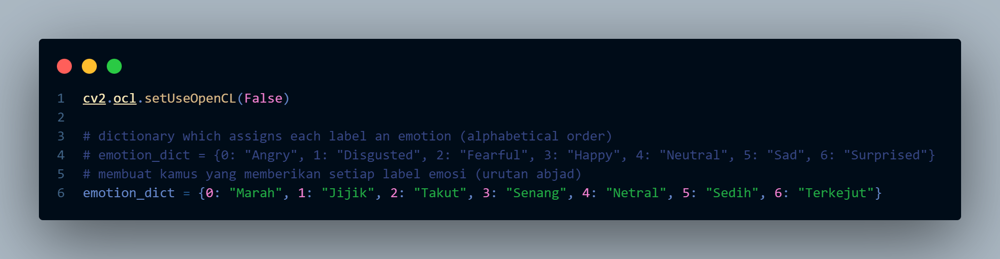 1 cv2.ocl.setUseOpenCL(False)
2
3 # dictionary which assigns each label an emotion (alphabetical order)
4 # emotion_dict = {0: "Angry", 1: "Disgusted", 2: "Fearful", 3: "Happy", 4: "Neutral", 5: "Sad", 6: "Surprised"}
5 # membuat kamus yang memberikan setiap label emosi (urutan abjad)
6 emotion_dict = {0: "Marah", 1: "Jijik", 2: "Takut", 3: "Senang", 4: "Netral", 5: "Sedih", 6: "Terkejut"}